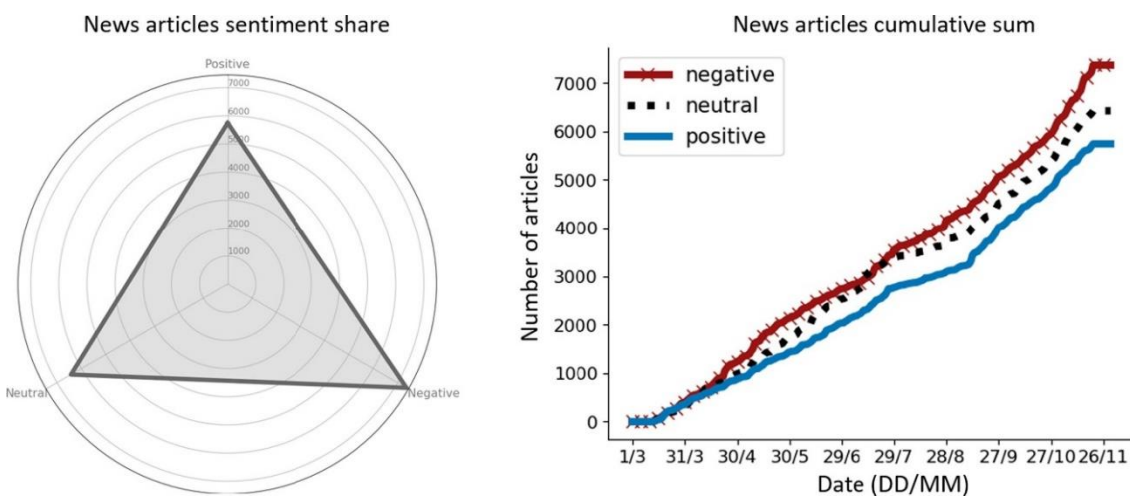 News articles sentiment share
Positive
7000
6000
5000
4000
3000
2000
1000
Neutral
Negative
News articles cumulative sum
negative
neutral
positive
Number of articles
7000
6000
5000
4000
3000
2000
1000
0
1/3 31/3 30/4 30/5 29/6 29/7 28/8 27/9 27/10 26/11
Date (DD/MM)